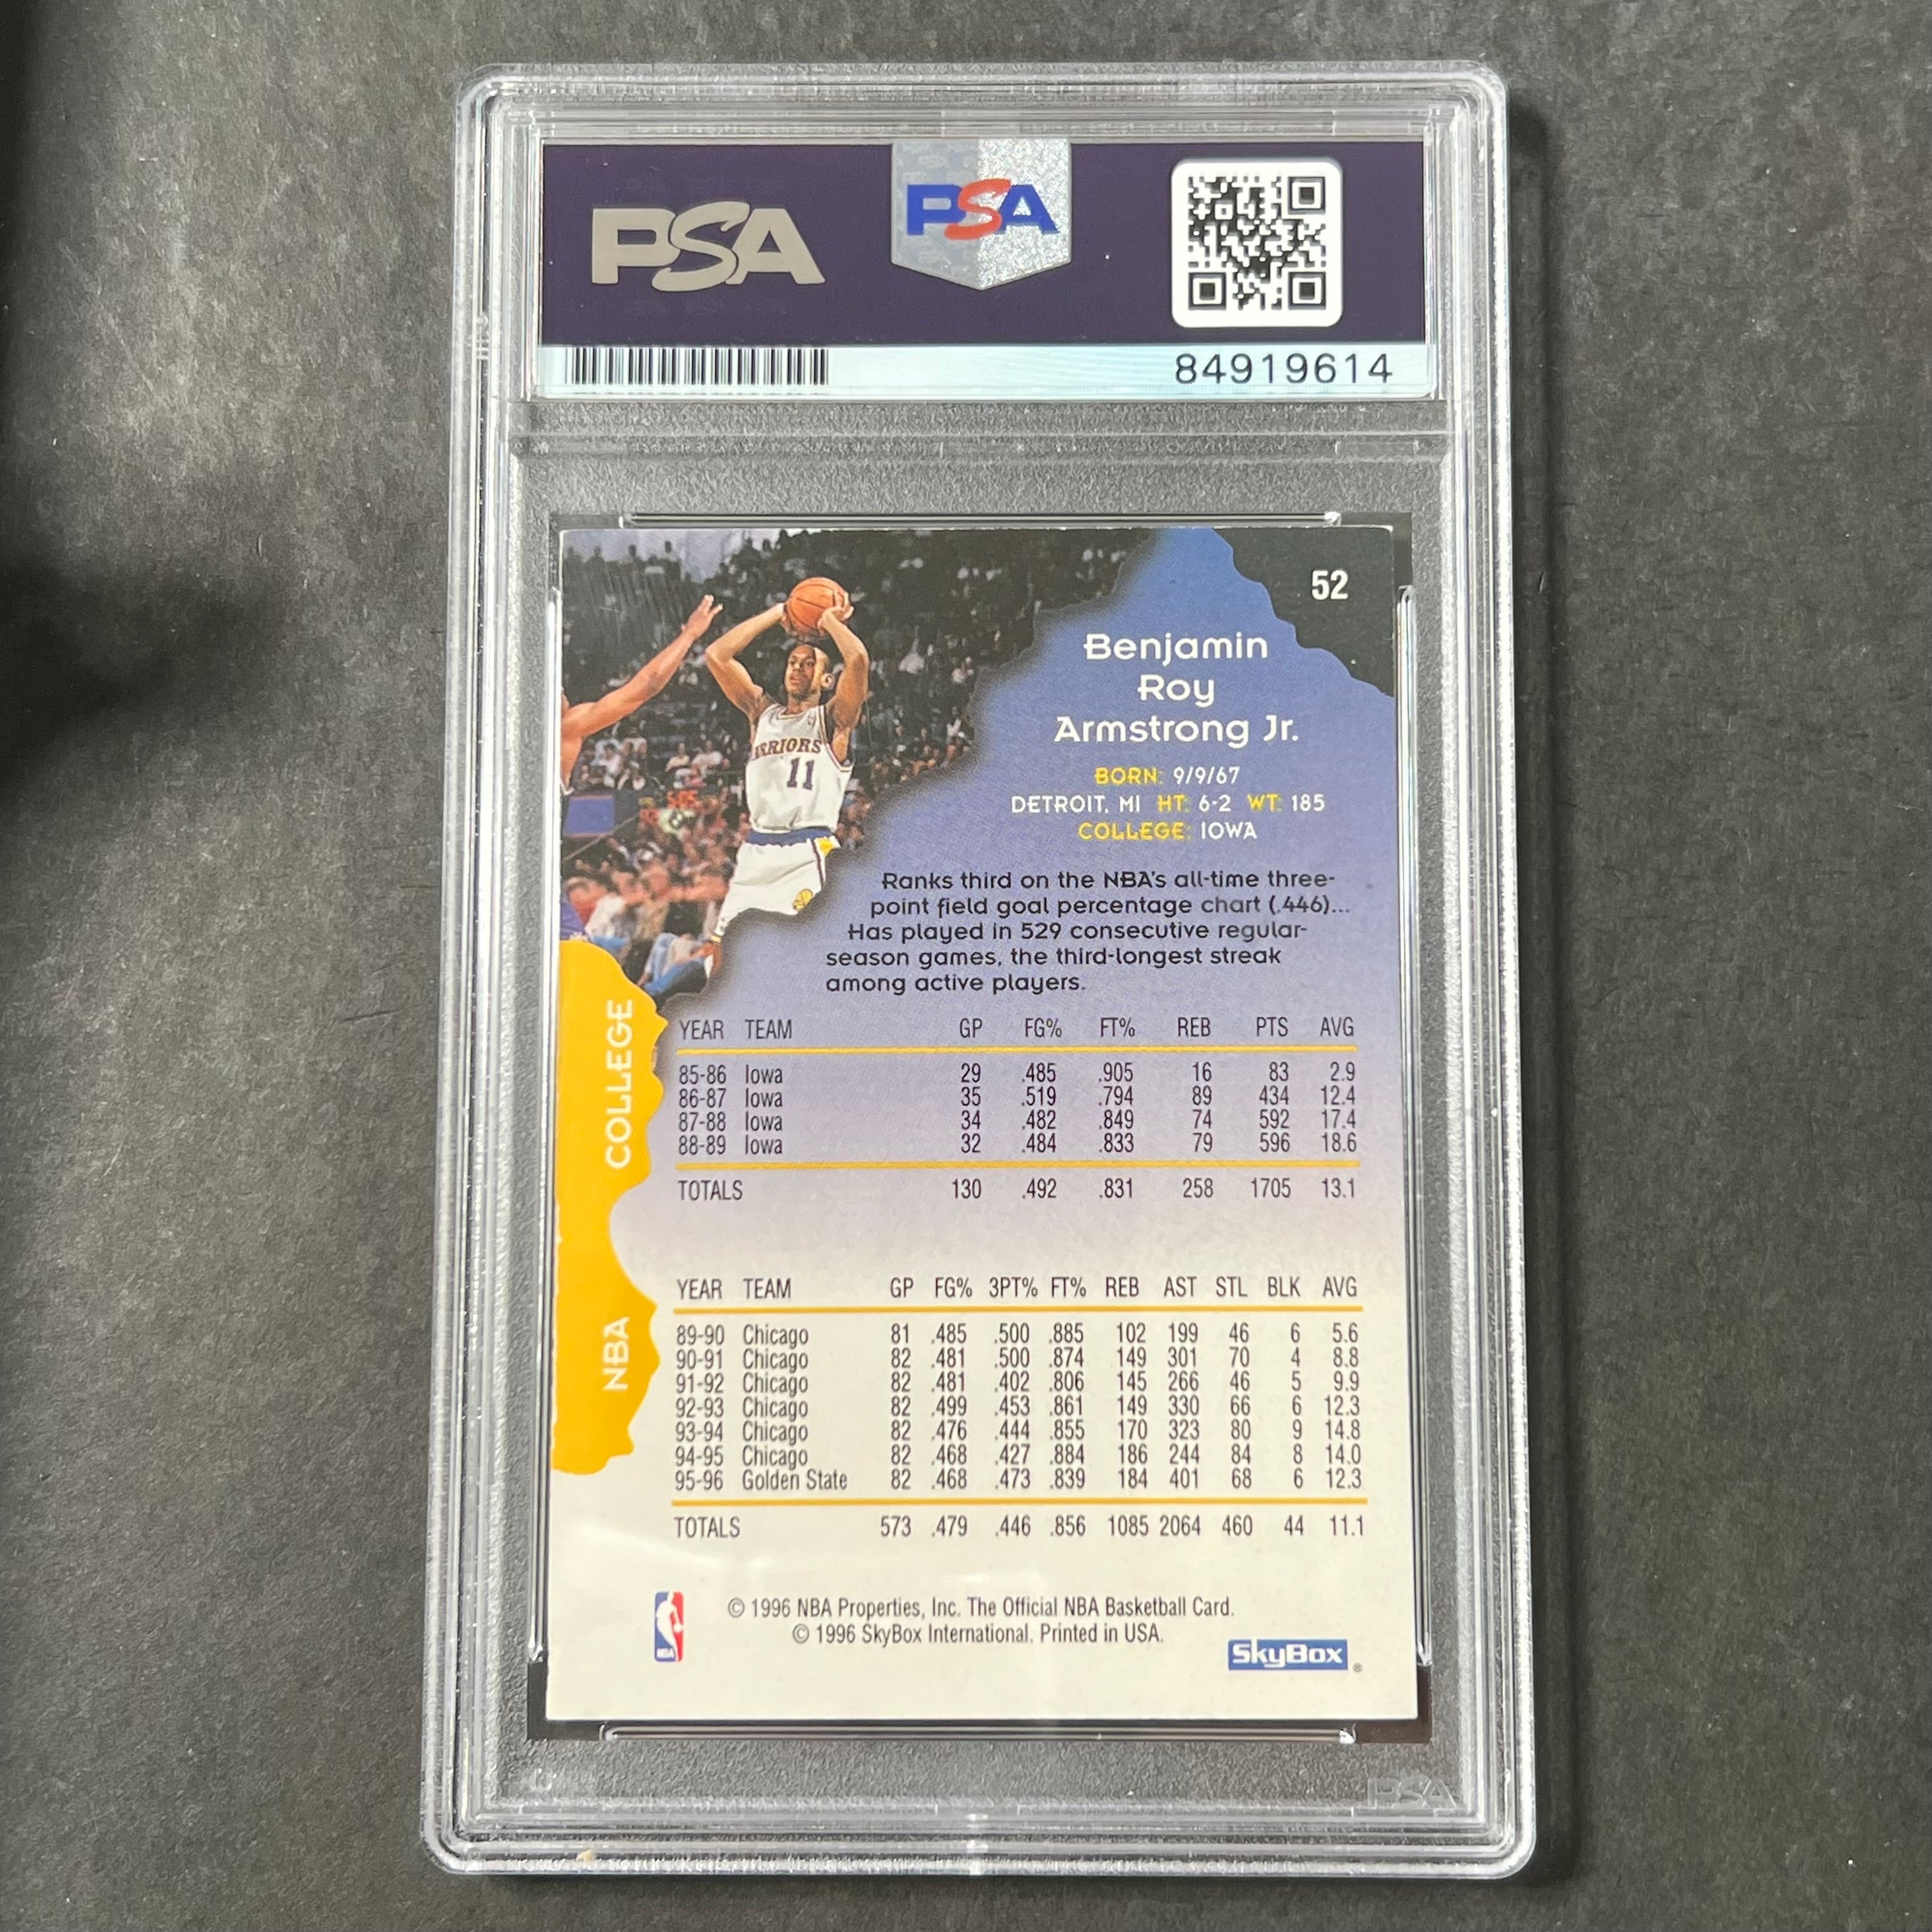 PSA
PSA
84919614
52
Benjamin
Roy
Armstrong Jr.
BORN: 9/9/67
DETROIT, MI HT: 6-2 WT: 185
COLLEGE: IOWA
Ranks third on the NBA's all-time three-
point field goal percentage chart (.446)...
Has played in 529 consecutive regular-
season games, the third-longest streak
among active players.
RRIORS
11
COLLEGE
YEAR TEAM GP FG% FT% REB PTS AVG
85-86 Iowa 29 .485 .905 16 83 2.9
86-87 Iowa 35 .519 .794 89 434 12.4
87-88 Iowa 34 .482 .849 74 592 17.4
88-89 Iowa 32 .484 .833 79 596 18.6
TOTALS 130 .492 .831 258 1705 13.1
NBA
YEAR TEAM GP FG% 3PT% FT% REB AST STL BLK AVG
89-90 Chicago 81 .485 .500 .885 102 199 46 6 5.6
90-91 Chicago 82 .481 .500 .874 149 301 70 4 8.8
91-92 Chicago 82 .481 .402 .806 145 266 46 5 9.9
92-93 Chicago 82 .499 .453 .861 149 330 66 6 12.3
93-94 Chicago 82 .476 .444 .855 170 323 80 9 14.8
94-95 Chicago 82 .468 .427 .884 186 244 84 8 14.0
95-96 Golden State 82 .468 .473 .839 184 401 68 6 12.3
TOTALS 573 .479 .446 .856 1085 2064 460 44 11.1
© 1996 NBA Properties, Inc. The Official NBA Basketball Card.
© 1996 SkyBox International. Printed in USA.
NBA
SkyBox ®
PSA